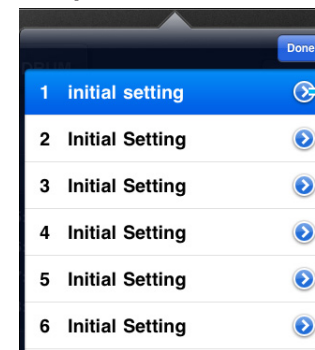 Done
DRUM
1 initial setting
2 Initial Setting
3 Initial Setting
4 Initial Setting
5 Initial Setting
6 Initial Setting